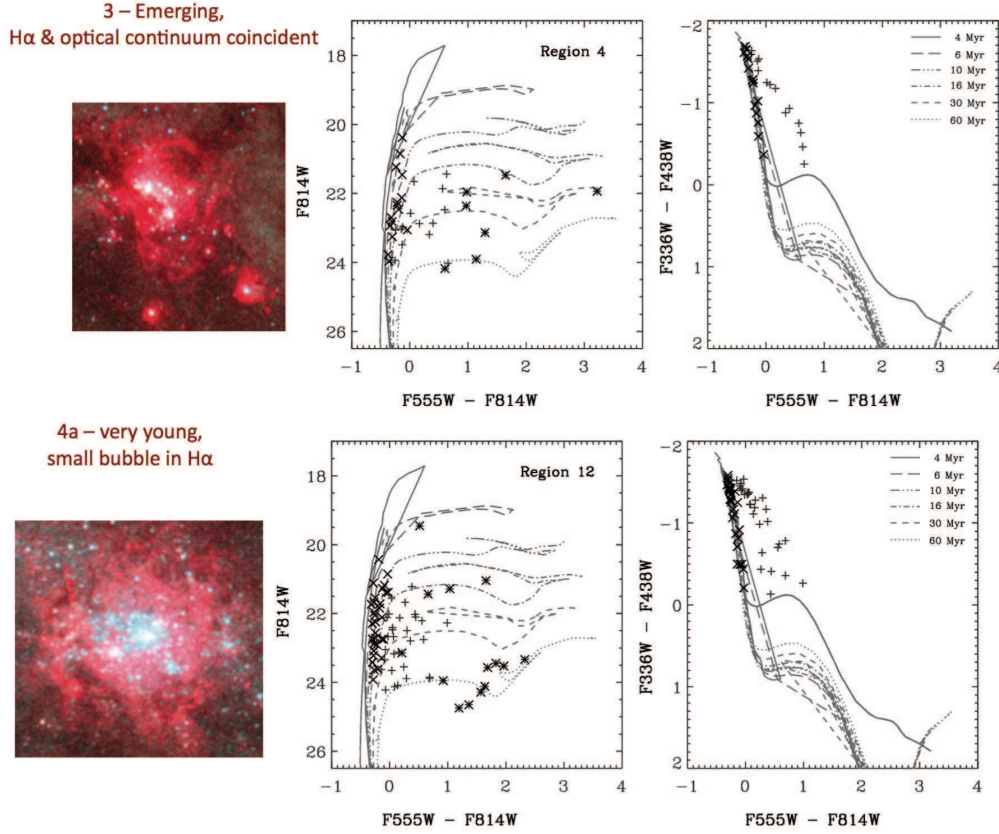 3 – Emerging,
Hα & optical continuum coincident
Region 4
18
20
22
24
26
F814W
-1 0 1 2 3 4
F555W − F814W
4 Myr
6 Myr
10 Myr
16 Myr
30 Myr
60 Myr
-2
-1
0
1
2
F336W − F438W
-1 0 1 2 3 4
F555W − F814W
4a – very young,
small bubble in Hα
Region 12
18
20
22
24
26
F814W
-1 0 1 2 3 4
F555W − F814W
4 Myr
6 Myr
10 Myr
16 Myr
30 Myr
60 Myr
-2
-1
0
1
2
F336W − F438W
-1 0 1 2 3 4
F555W − F814W